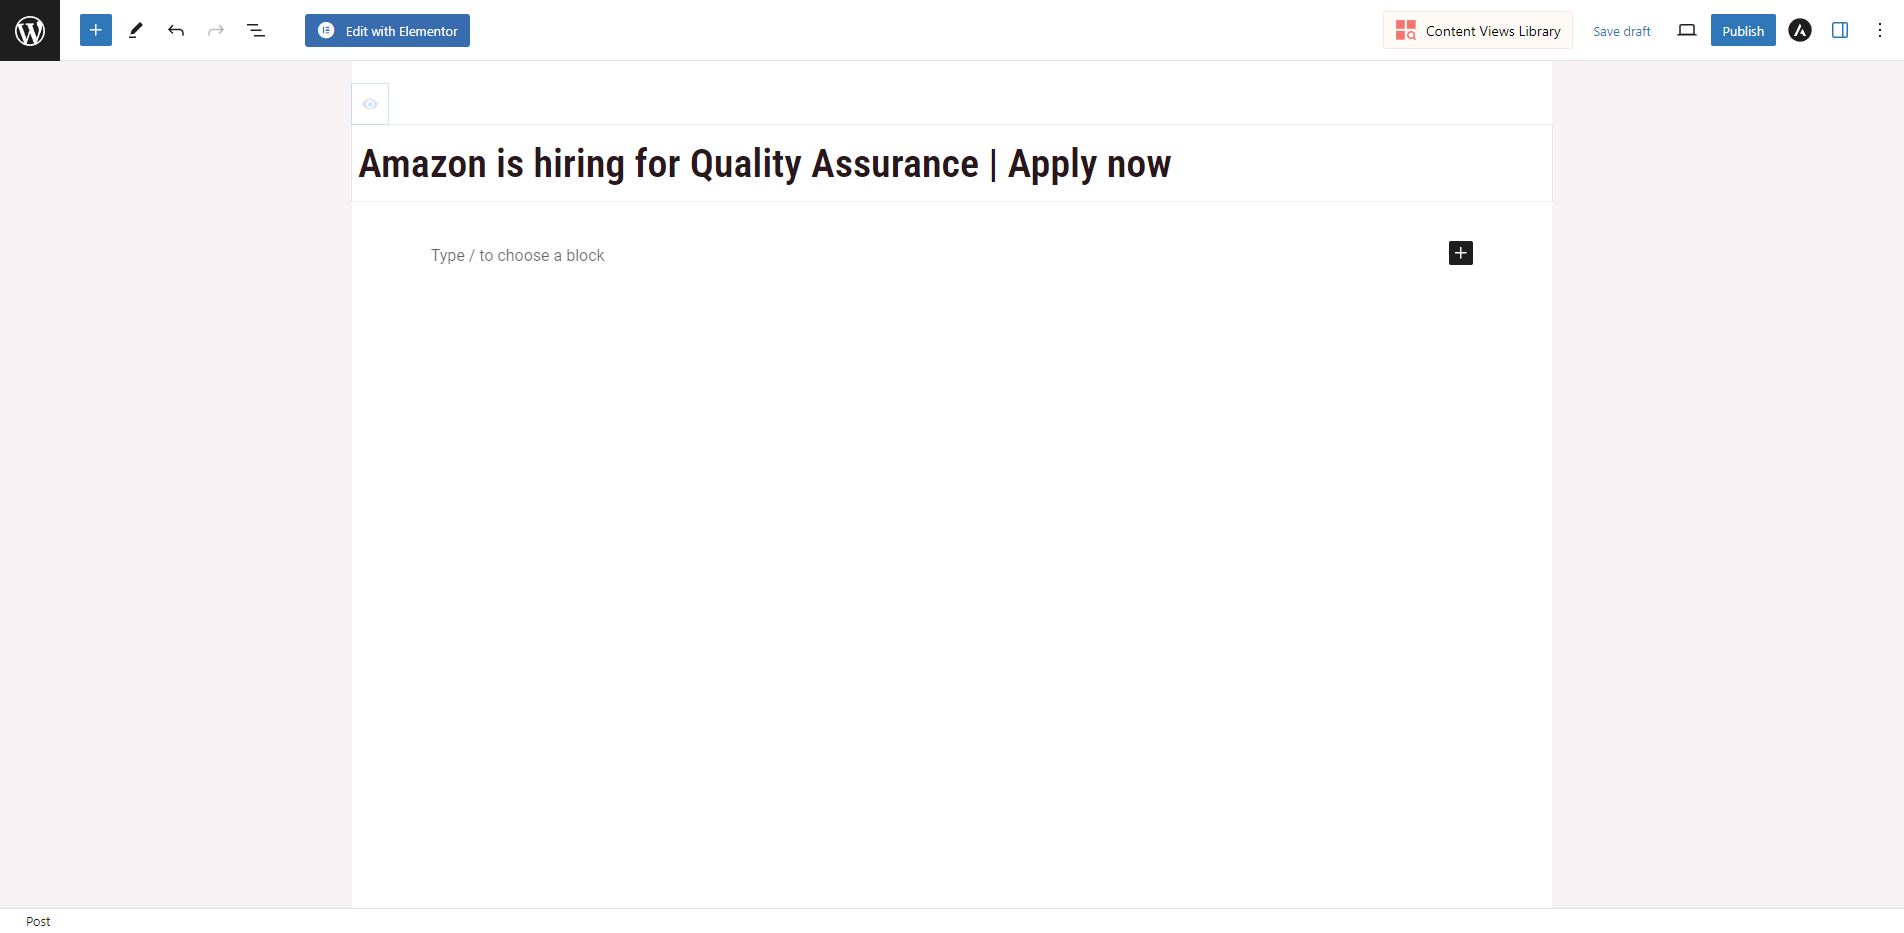 Edit with Elementor
Content Views Library
Save draft
Publish
Amazon is hiring for Quality Assurance | Apply now
Type / to choose a block
Post